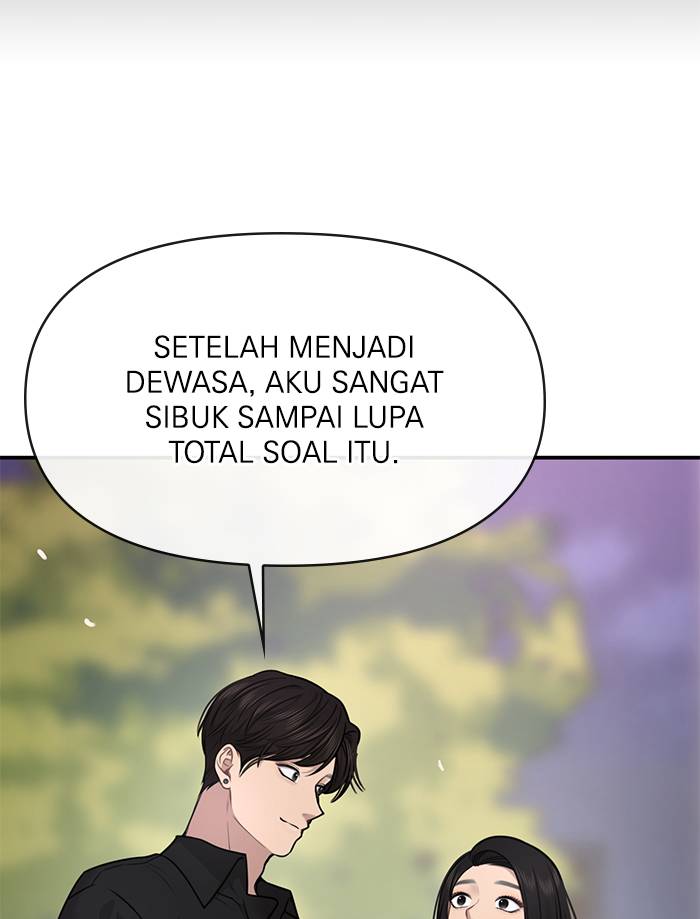 SETELAH MENJADI
DEWASA, AKU SANGAT
SIBUK SAMPAI LUPA
TOTAL SOAL ITU.